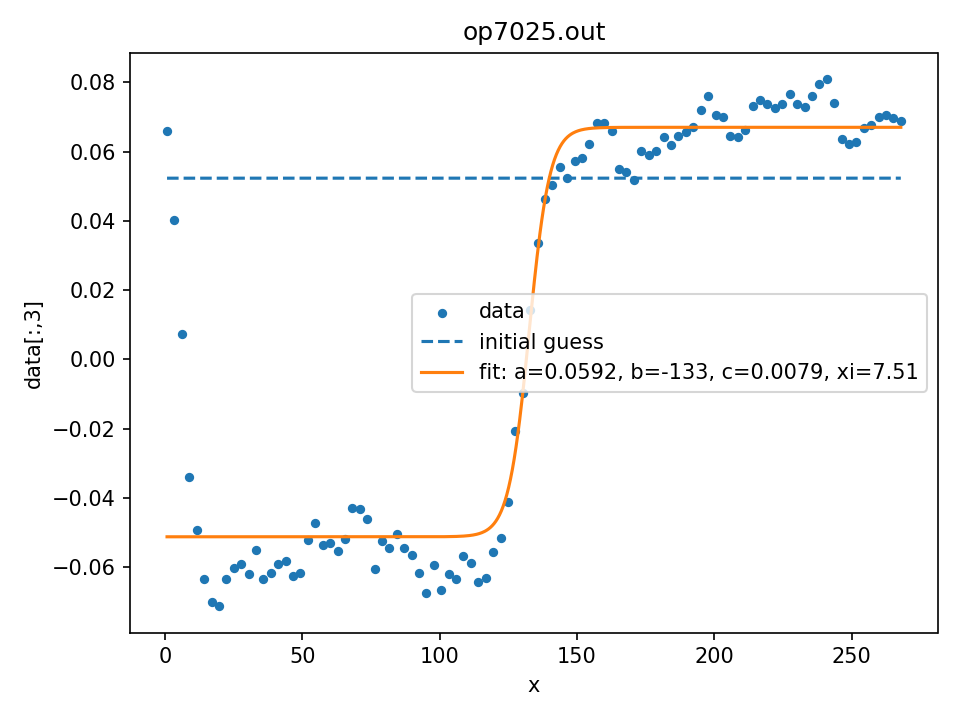 op7025.out
0.08
0.06
0.04
0.02
0.00
−0.02
−0.04
−0.06
data[:,3]
data
initial guess
fit: a=0.0592, b=-133, c=0.0079, xi=7.51
0 50 100 150 200 250
x